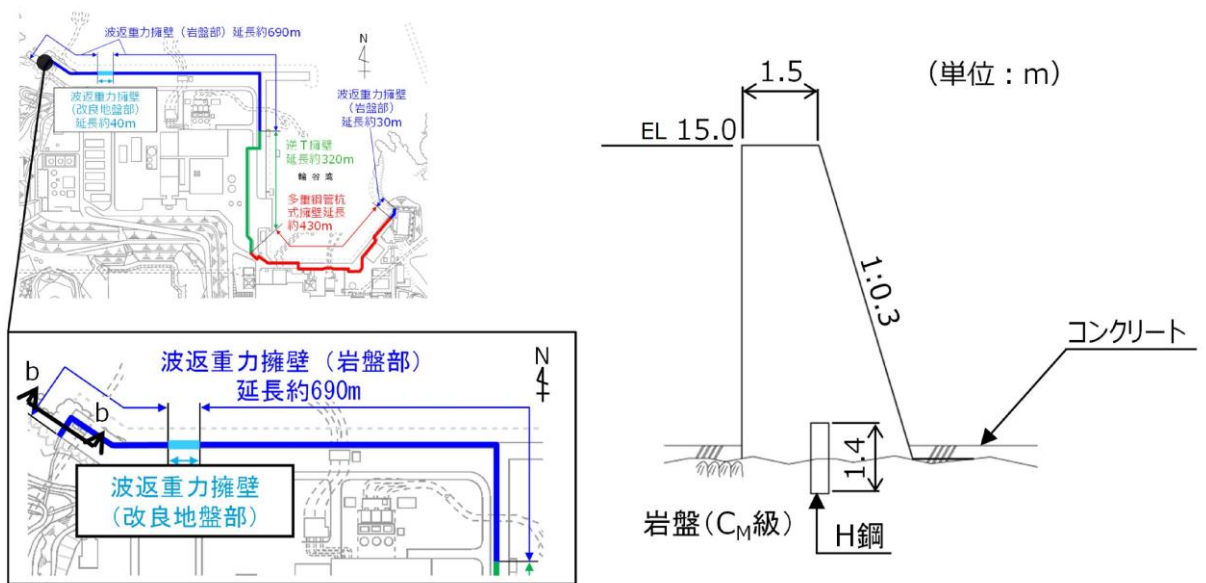 波返重力擁壁（岩盤部）延長約690m
N
波返重力擁壁
（改良地盤部）
延長約40m
波返重力擁壁
（岩盤部）
延長約30m
逆T擁壁
延長約320m
輪谷湾
多重鋼管杭
式擁壁延長
約430m
波返重力擁壁（岩盤部）
延長約690m
N
b
b
波返重力擁壁
（改良地盤部）
1.5
（単位：m）
EL 15.0
1:0.3
コンクリート
1.4
岩盤(CM級)
H鋼